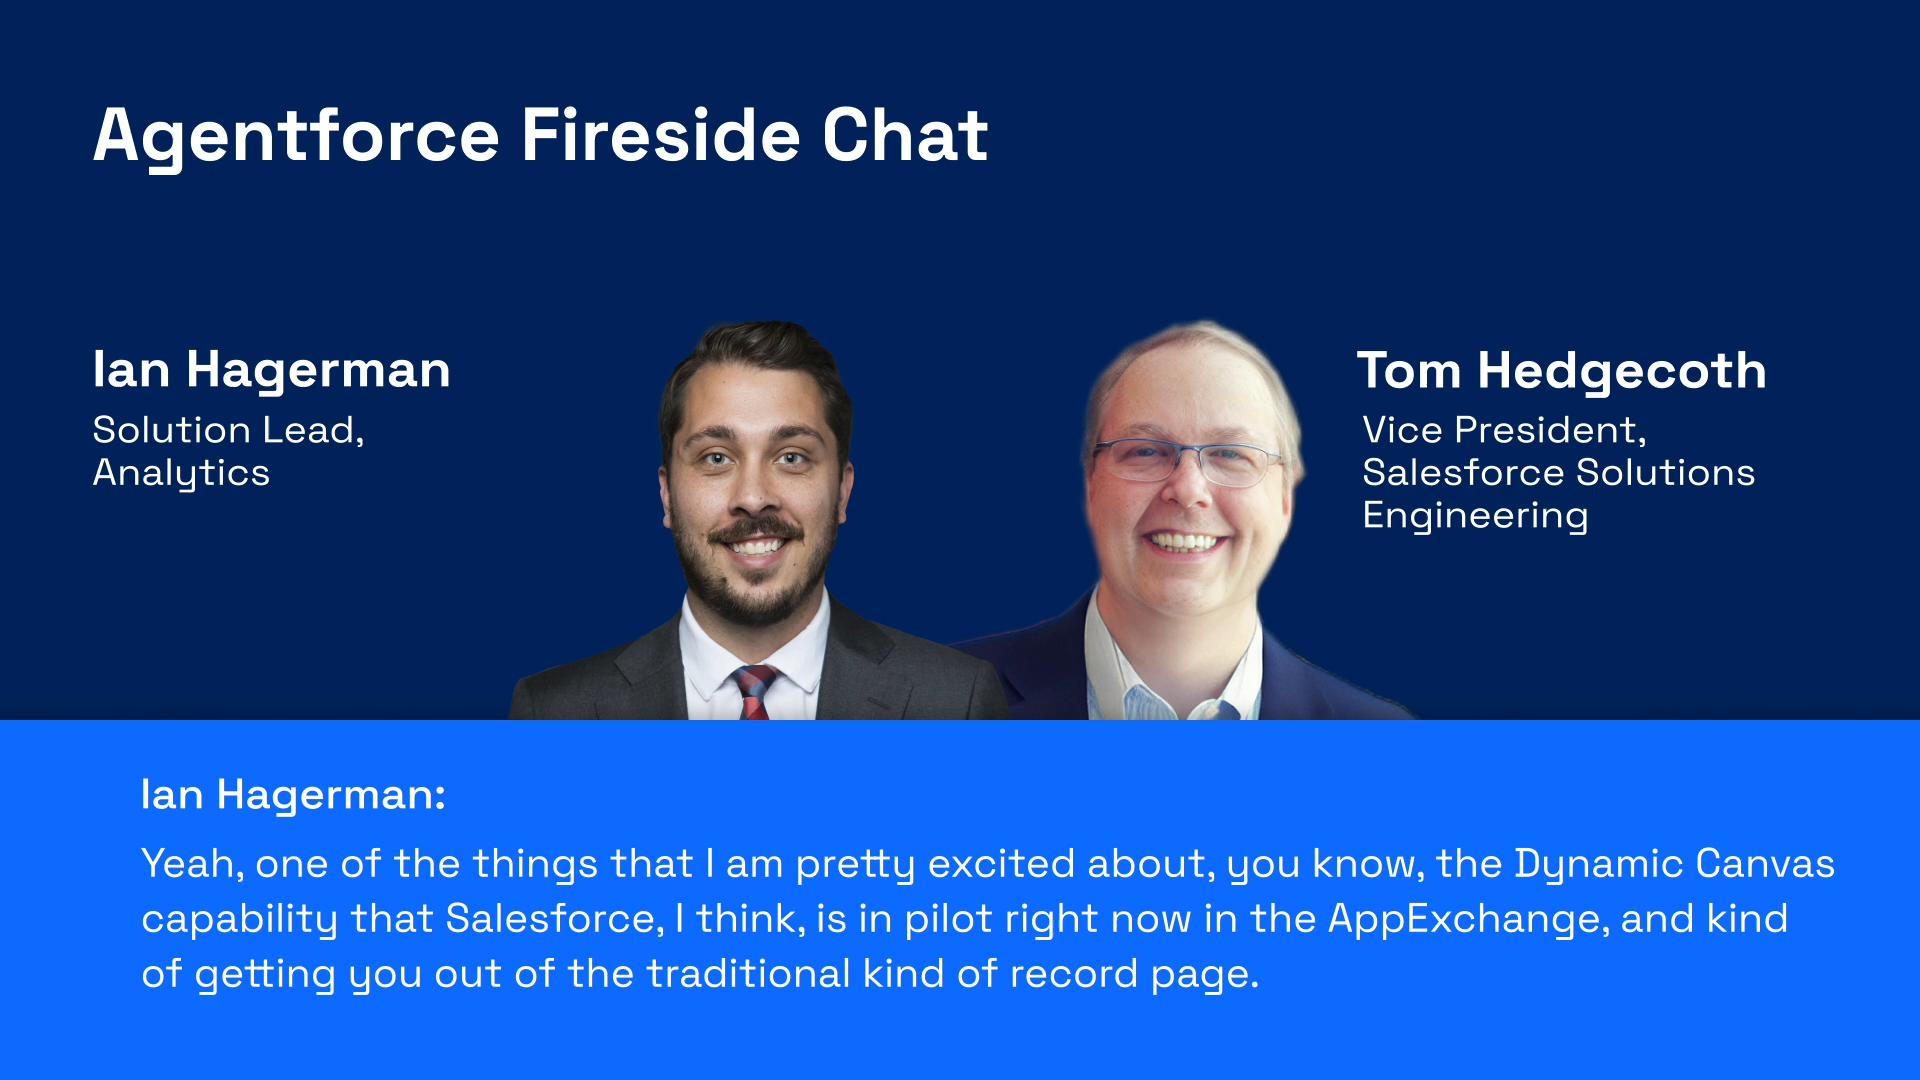 Agentforce Fireside Chat
Ian Hagerman
Solution Lead,
Analytics
Tom Hedgecoth
Vice President,
Salesforce Solutions
Engineering
Ian Hagerman:
Yeah, one of the things that I am pretty excited about, you know, the Dynamic Canvas
capability that Salesforce, I think, is in pilot right now in the AppExchange, and kind
of getting you out of the traditional kind of record page.